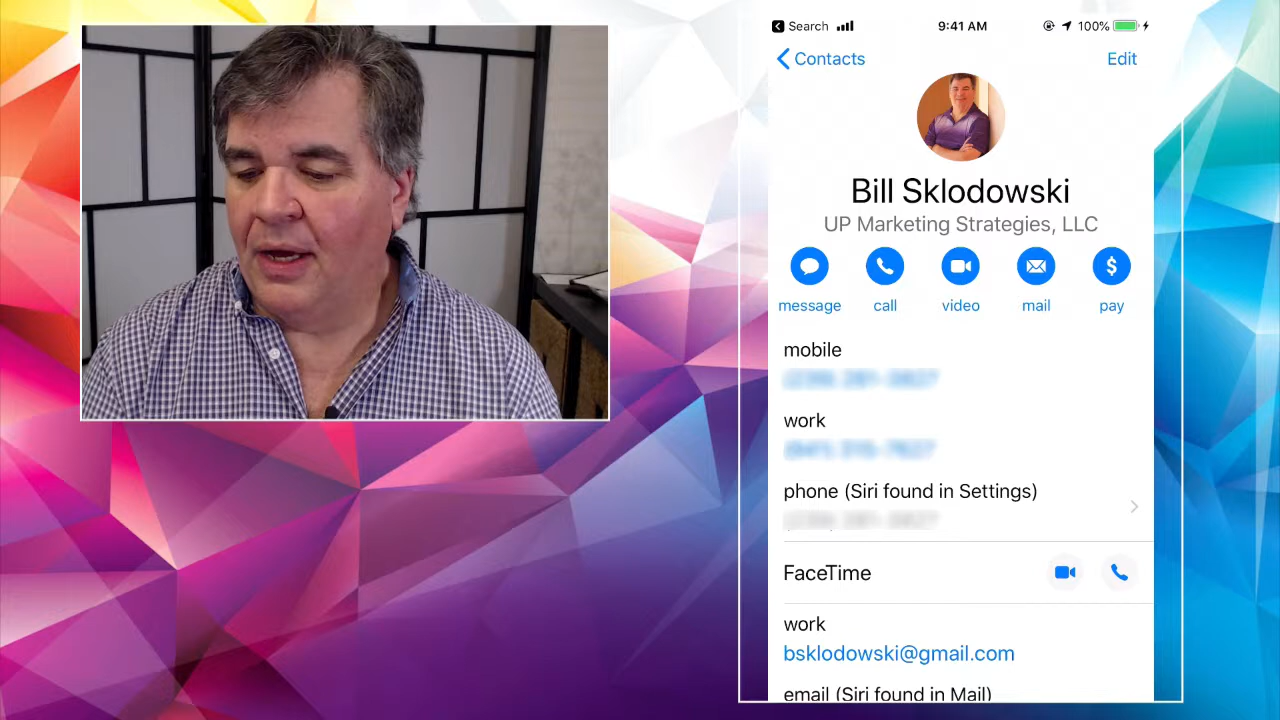 Search
9:41 AM
100%
Contacts
Edit
Bill Sklodowski
UP Marketing Strategies, LLC
message
call
video
mail
pay
$
mobile
work
phone (Siri found in Settings)
FaceTime
work
bsklodowski@gmail.com
email (Siri found in Mail)